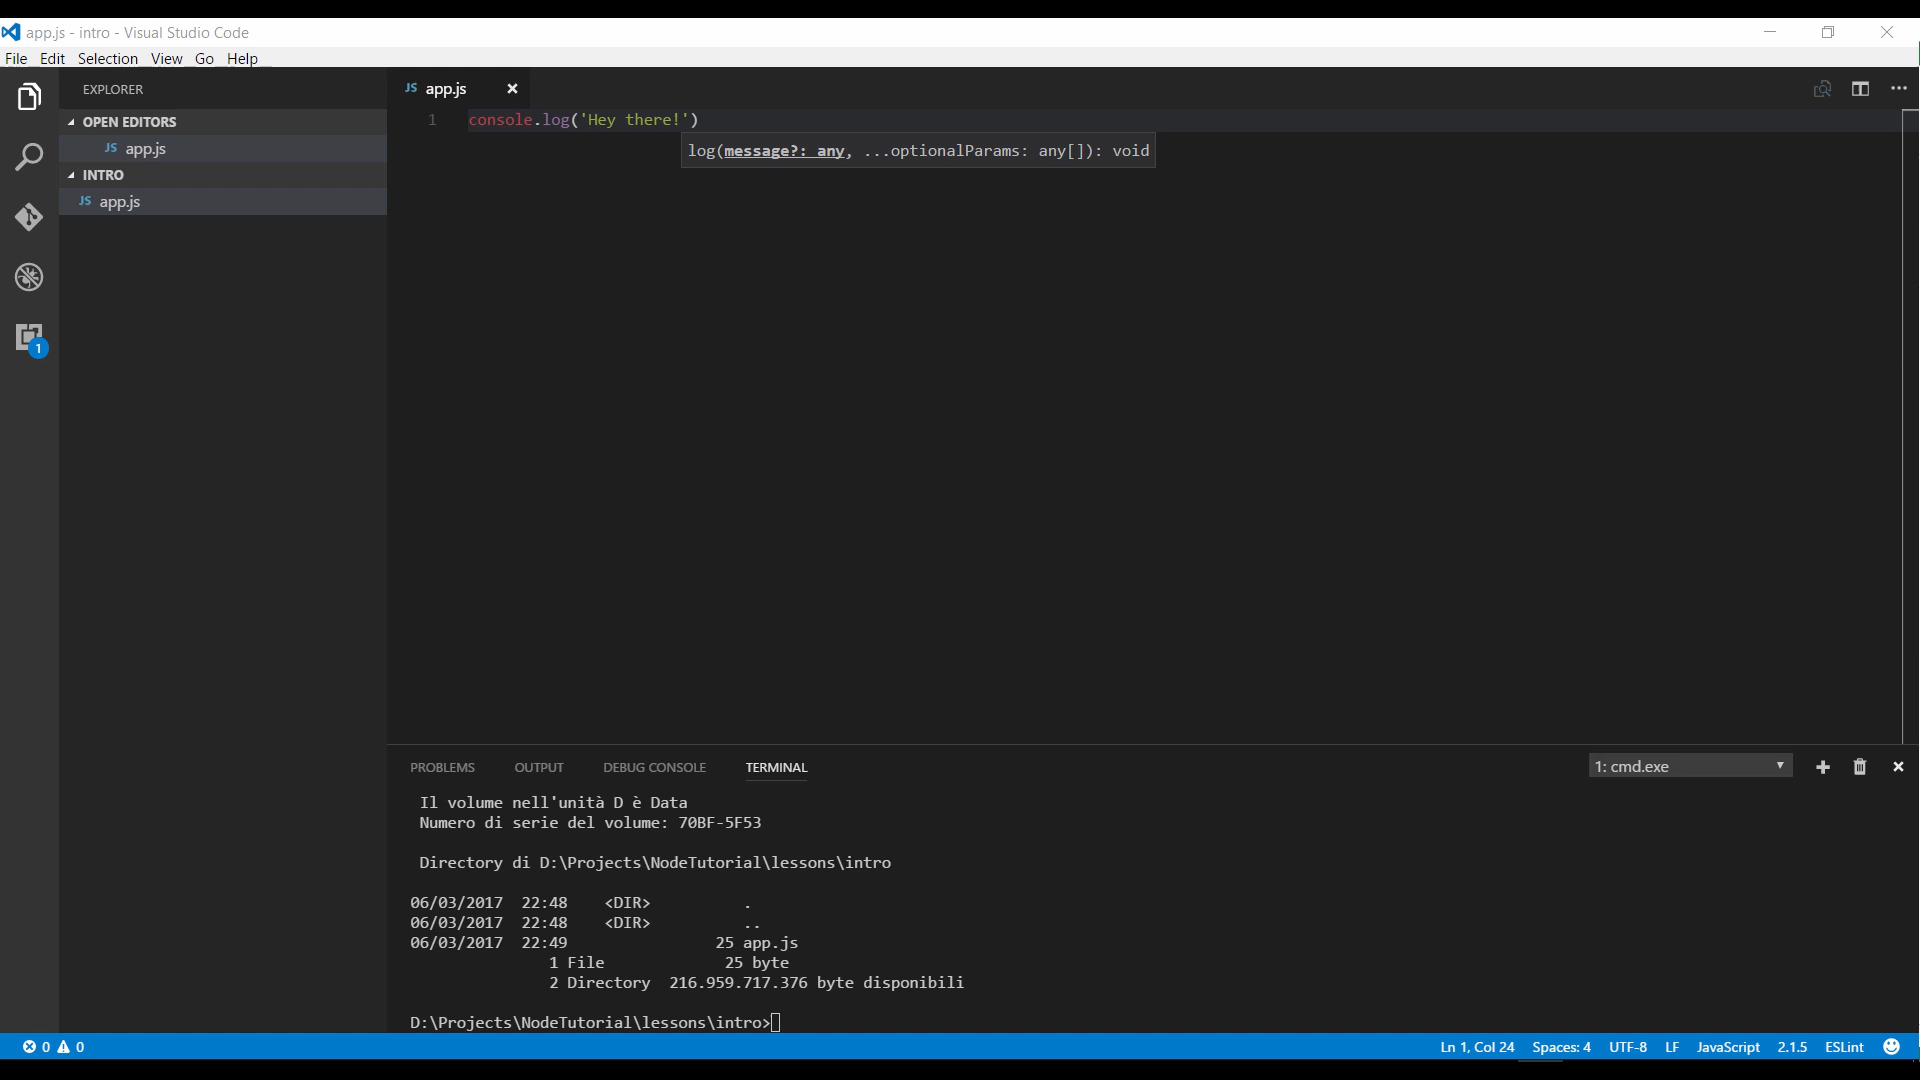 app.js - intro - Visual Studio Code
File Edit Selection View Go Help
EXPLORER
OPEN EDITORS
JS app.js
INTRO
JS app.js
1
JS app.js
1 console.log('Hey there!')
log(message?: any, ...optionalParams: any[]): void
PROBLEMS OUTPUT DEBUG CONSOLE TERMINAL
1: cmd.exe
Il volume nell'unità D è Data
Numero di serie del volume: 70BF-5F53
Directory di D:\Projects\NodeTutorial\lessons\intro
06/03/2017 22:48 <DIR> .
06/03/2017 22:48 <DIR> ..
06/03/2017 22:49 25 app.js
1 File 25 byte
2 Directory 216.959.717.376 byte disponibili
D:\Projects\NodeTutorial\lessons\intro>
0 0
Ln 1, Col 24 Spaces: 4 UTF-8 LF JavaScript 2.1.5 ESLint